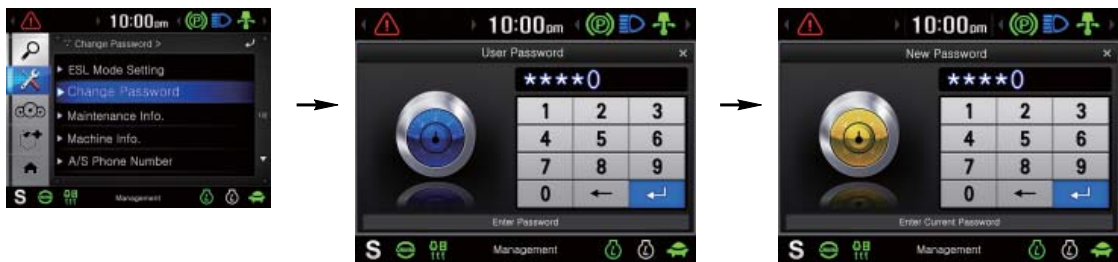 10:00pm
Change Password >
ESL Mode Setting
Change Password
Maintenance Info.
Machine Info.
A/S Phone Number
S
Management
10:00pm
User Password ×
****0
1 2 3
4 5 6
7 8 9
0 ←
Enter Password
S Management
10:00pm
New Password ×
****0
1 2 3
4 5 6
7 8 9
0 ←
Enter Current Password
S Management